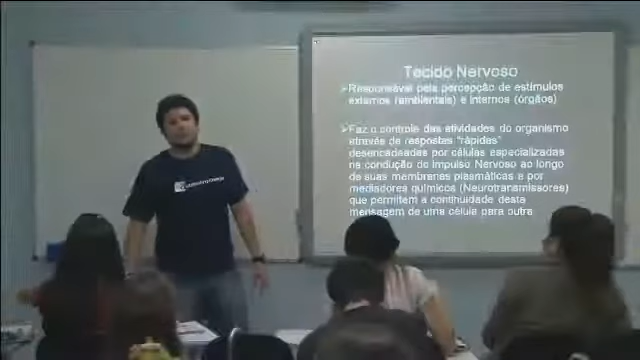 Tecido Nervoso
Responsável pela percepção de estímulos
externos (ambientais) e internos (órgãos)
Faz o controle das atividades do organismo
através de respostas "rápidas"
desencadeadas por células especializadas
na condução do Impulso Nervoso ao longo
de suas membranas plasmáticas e por
mediadores químicos (Neurotransmissores)
que permitem a continuidade desta
mensagem de uma célula para outra